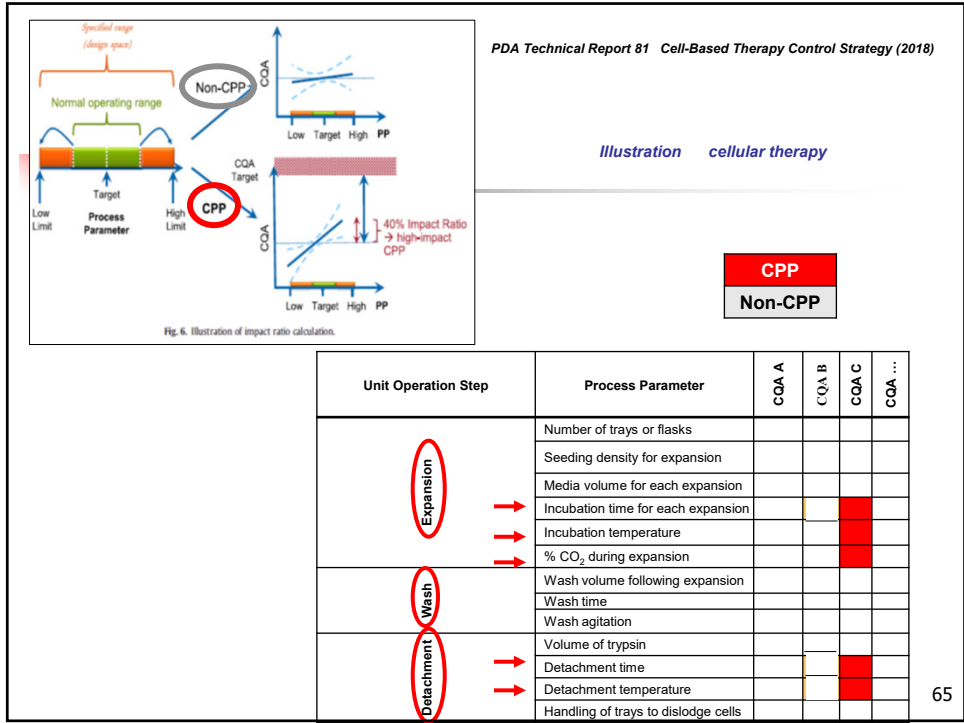 PDA Technical Report 81 Cell-Based Therapy Control Strategy (2018)
Illustration cellular therapy
Specified range
(design space)
Normal operating range
Non-CPP
CQA
Low Target High PP
Target
Low
Limit
Process
Parameter
High
Limit
CPP
CQA
Target
CQA
40% Impact Ratio
→ high-impact
CPP
Low Target High PP
Fig. 6. Illustration of impact ratio calculation.
CPP
Non-CPP
Unit Operation Step Process Parameter CQA A CQA B CQA C CQA …
Expansion
Number of trays or flasks
Seeding density for expansion
Media volume for each expansion
Incubation time for each expansion
Incubation temperature
% CO₂ during expansion
Wash
Wash volume following expansion
Wash time
Wash agitation
Detachment
Volume of trypsin
Detachment time
Detachment temperature
Handling of trays to dislodge cells
65